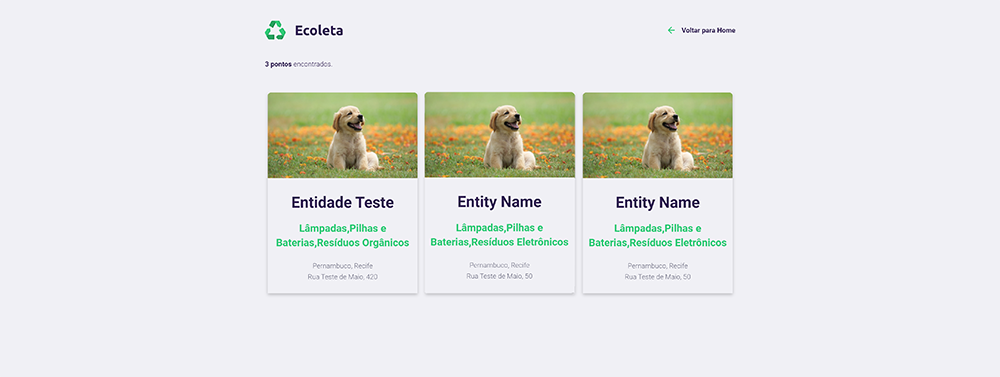 Ecoleta
Voltar para Home
3 pontos encontrados.
Entidade Teste
Lâmpadas,Pilhas e
Baterias,Resíduos Orgânicos
Pernambuco, Recife
Rua Teste de Maio, 420
Entity Name
Lâmpadas,Pilhas e
Baterias,Resíduos Eletrônicos
Pernambuco, Recife
Rua Teste de Maio, 50
Entity Name
Lâmpadas,Pilhas e
Baterias,Resíduos Eletrônicos
Pernambuco, Recife
Rua Teste de Maio, 50